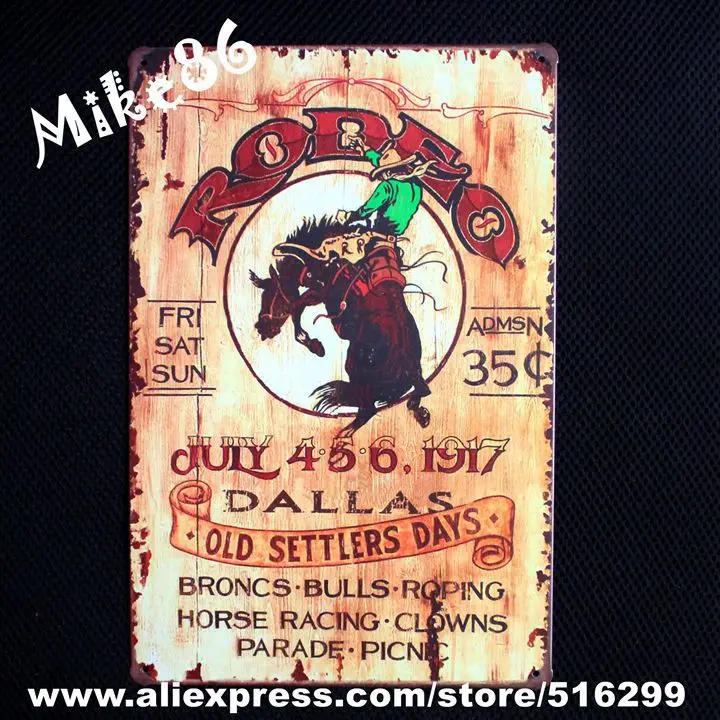 Mike86
RODEO
FRI
SAT
SUN
ADMSN
35¢
JULY 4·5·6, 1917
DALLAS
·OLD SETTLERS DAYS·
BRONCS·BULLS·ROPING
HORSE RACING·CLOWNS
PARADE·PICNIC
www.aliexpress.com/store/516299